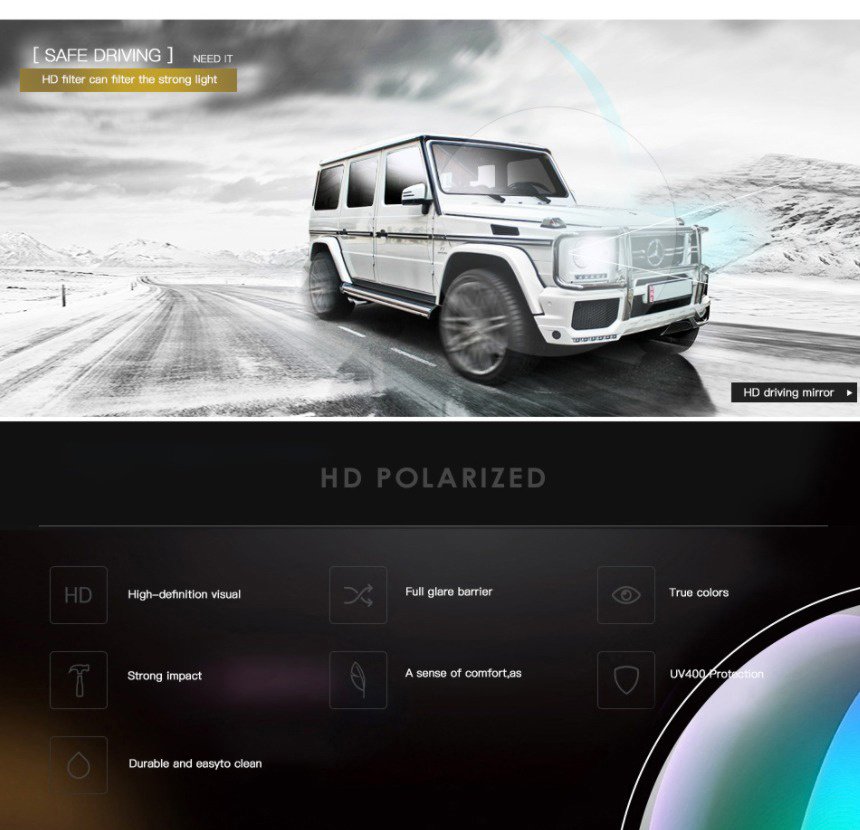 [ SAFE DRIVING ] NEED IT
HD filter can filter the strong light
HD driving mirror
HD POLARIZED
HD High-definition visual
Full glare barrier
True colors
Strong impact
A sense of comfort,as
UV400 Protection
Durable and easyto clean